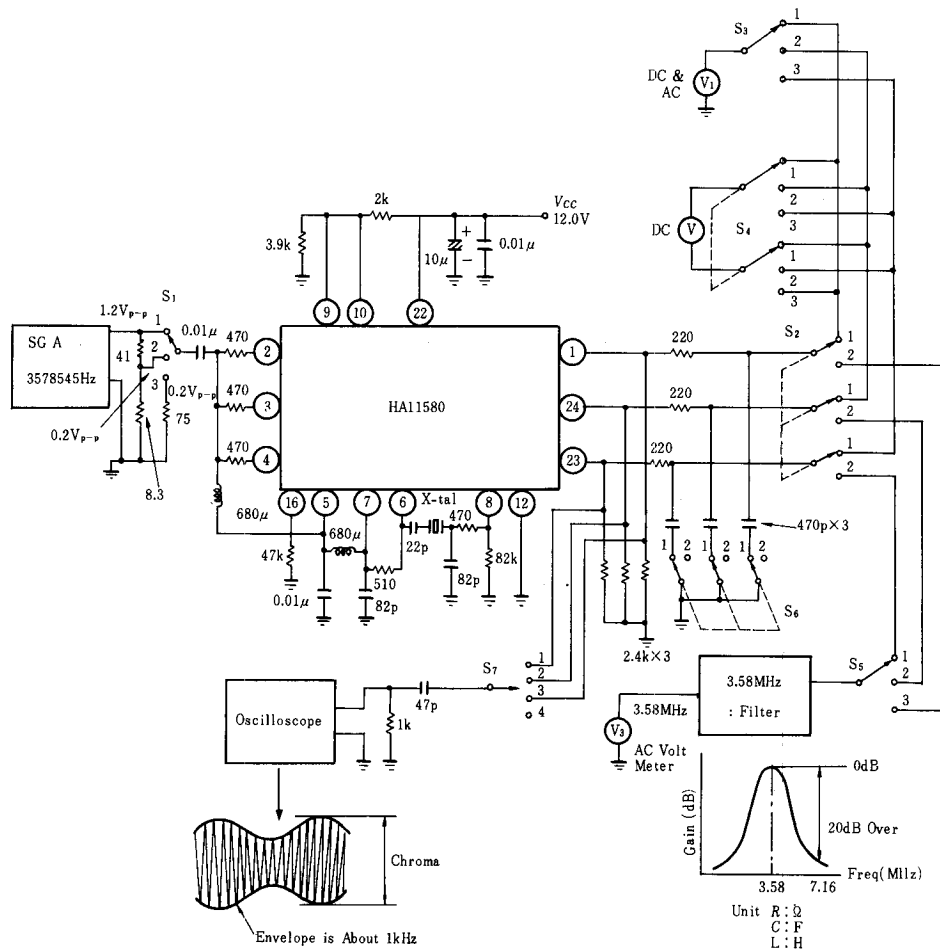 S3
1
2
3
DC &
AC
V1
1
2
3
DC
V
S4
1
2
3
2k
VCC
12.0V
3.9k
10μ
+
−
0.01μ
9
10
22
1.2Vp-p
S1
SG A
3578545Hz
41
1
2
3
0.01μ
470
2
470
3
470
4
0.2Vp-p
0.2Vp-p
75
8.3
680μ
HA11580
1
24
23
220
220
220
S2
1
2
1
2
1
2
16
5
7
6
X-tal
8
12
47k
680μ
0.01μ
510
82p
22p
470
82p
82k
470p×3
1
2
1
2
1
2
S6
2.4k×3
S7
1
2
3
4
47p
1k
Oscilloscope
Chroma
Envelope is About 1kHz
3.58MHz
: Filter
3.58MHz
V3
AC Volt
Meter
S5
1
2
3
0dB
20dB Over
Gain (dB)
Freq(MHz)
3.58
7.16
Unit R : Ω
C : F
L : H